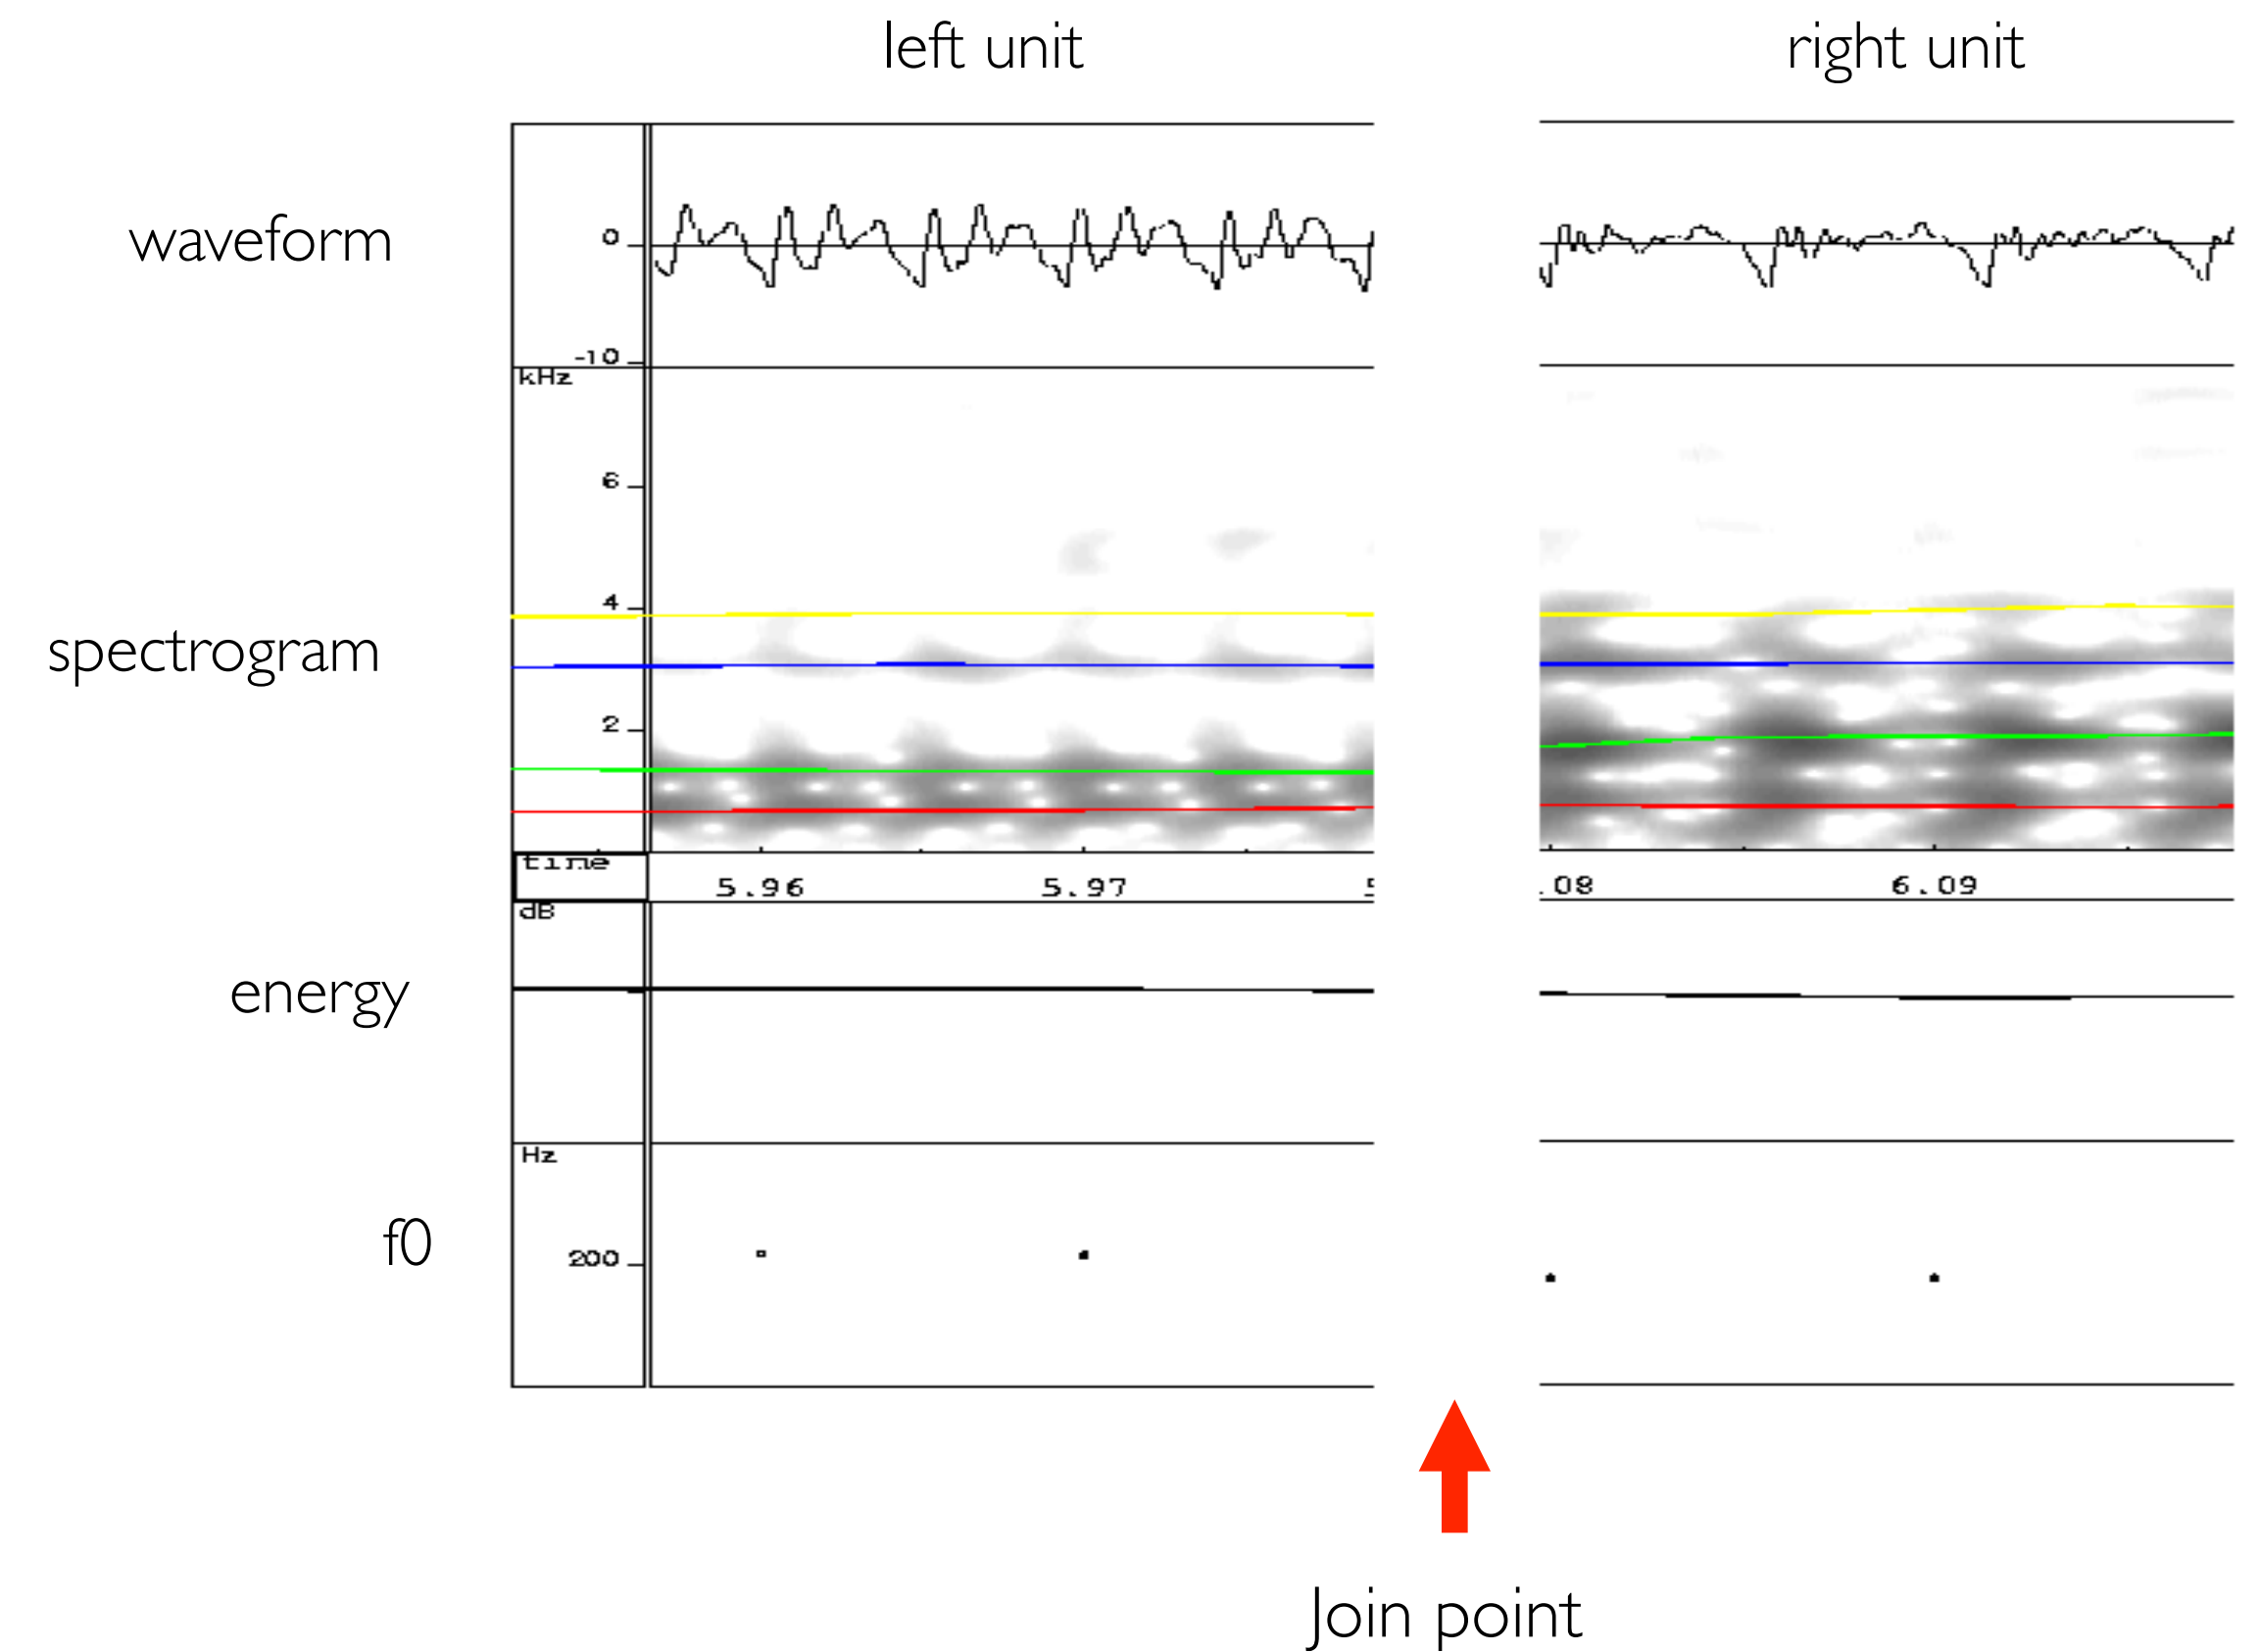 left unit
right unit
waveform
0
-10
kHz
6
spectrogram
4
2
time
5.96
5.97
.08
6.09
dB
energy
Hz
f0
200
Join point